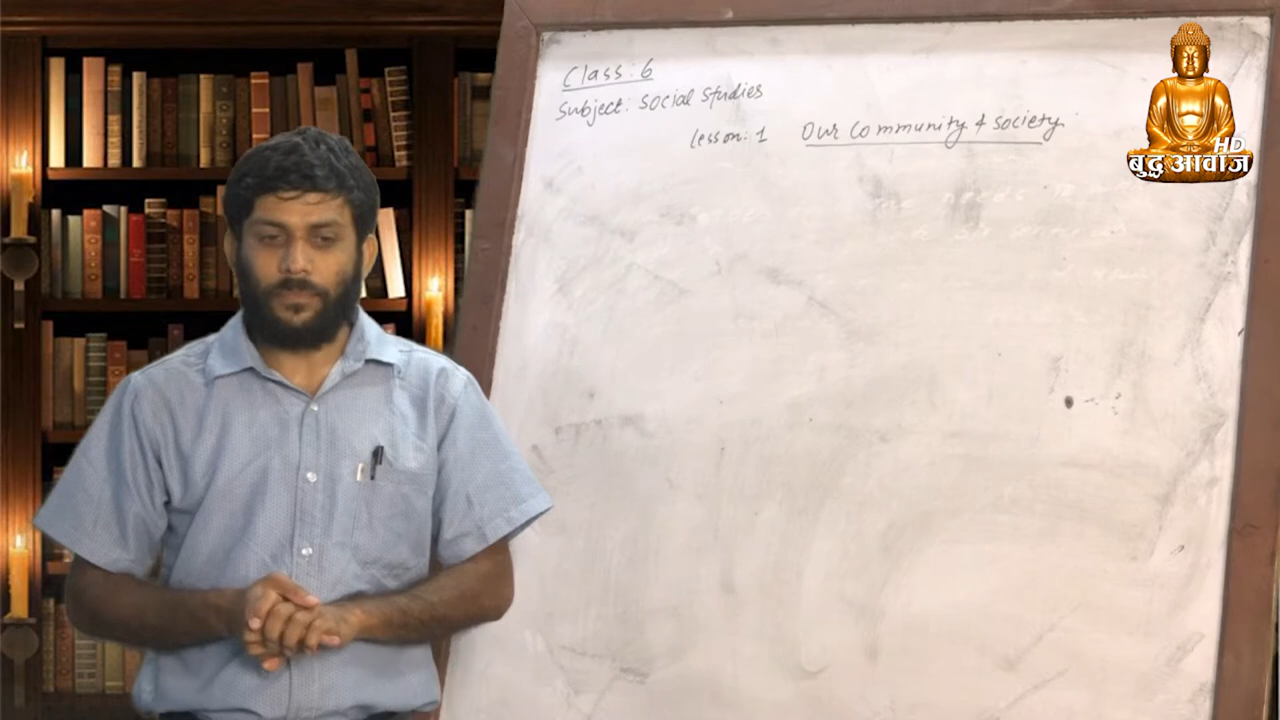 Class: 6
Subject: Social Studies
Lesson: 1 Our Community & Society
HD
बुद्ध आवाज